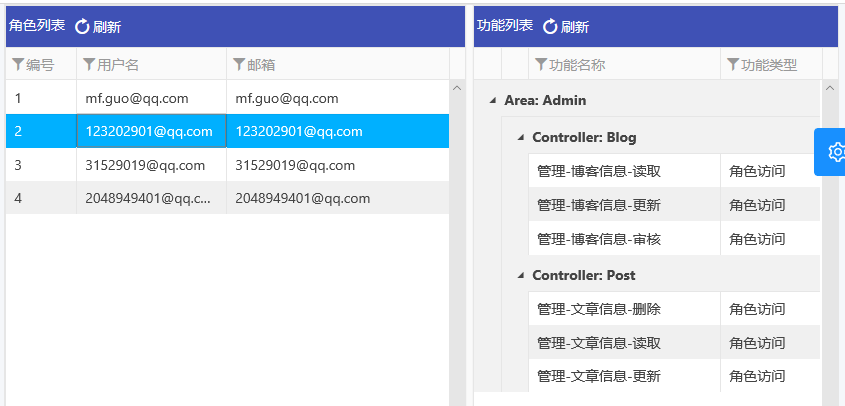 角色列表 刷新
编号 用户名 邮箱
1 mf.guo@qq.com mf.guo@qq.com
2 123202901@qq.com 123202901@qq.com
3 31529019@qq.com 31529019@qq.com
4 2048949401@qq.c... 2048949401@qq.com
功能列表 刷新
功能名称 功能类型
Area: Admin
Controller: Blog
管理-博客信息-读取 角色访问
管理-博客信息-更新 角色访问
管理-博客信息-审核 角色访问
Controller: Post
管理-文章信息-删除 角色访问
管理-文章信息-读取 角色访问
管理-文章信息-更新 角色访问